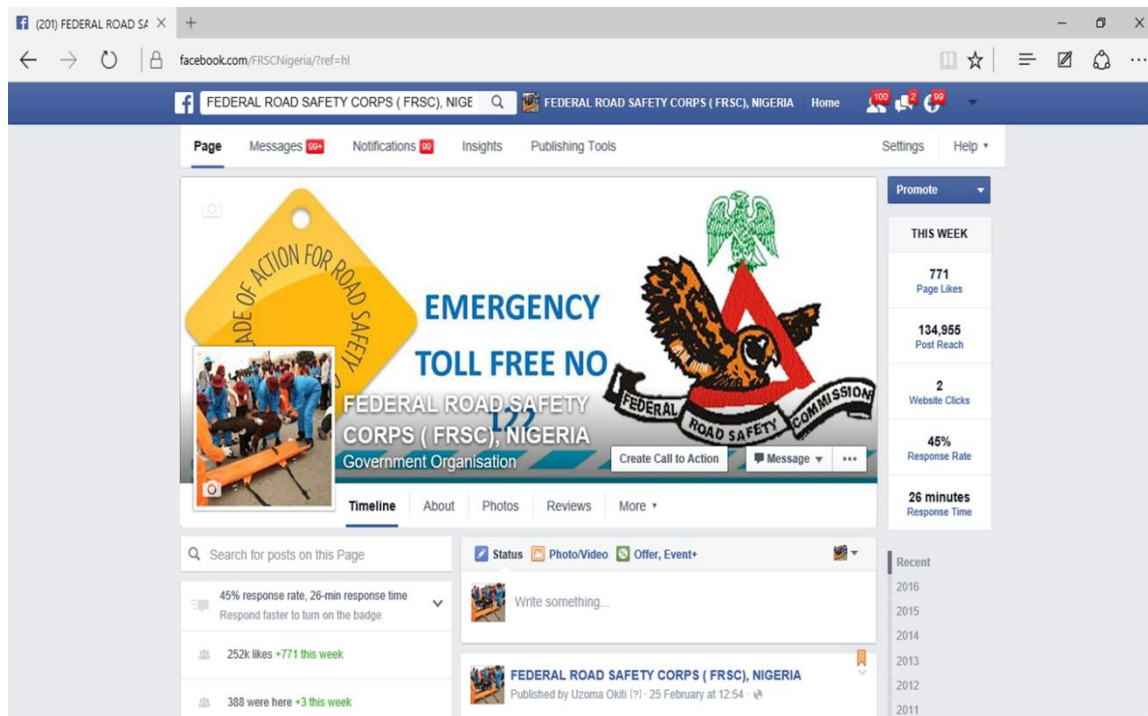 (201) FEDERAL ROAD SA
facebook.com/FRSCNigeria/?ref=hl
FEDERAL ROAD SAFETY CORPS ( FRSC), NIGE
FEDERAL ROAD SAFETY CORPS ( FRSC), NIGERIA Home 100 2 99
Page Messages 99+ Notifications 99 Insights Publishing Tools Settings Help
Promote
THIS WEEK
771
Page Likes
134,955
Post Reach
2
Website Clicks
45%
Response Rate
26 minutes
Response Time
ADE OF ACTION FOR ROAD SAFETY
EMERGENCY
TOLL FREE NO
122
FEDERAL ROAD SAFETY COMMISSION
FEDERAL ROAD SAFETY
CORPS ( FRSC), NIGERIA
Government Organisation
Create Call to Action Message
Timeline About Photos Reviews More
Search for posts on this Page
45% response rate, 26-min response time
Respond faster to turn on the badge
252k likes +771 this week
388 were here +3 this week
Status Photo/Video Offer, Event+
Write something...
FEDERAL ROAD SAFETY CORPS ( FRSC), NIGERIA
Published by Uzoma Okiti [?] · 25 February at 12:54 ·
Recent
2016
2015
2014
2013
2012
2011